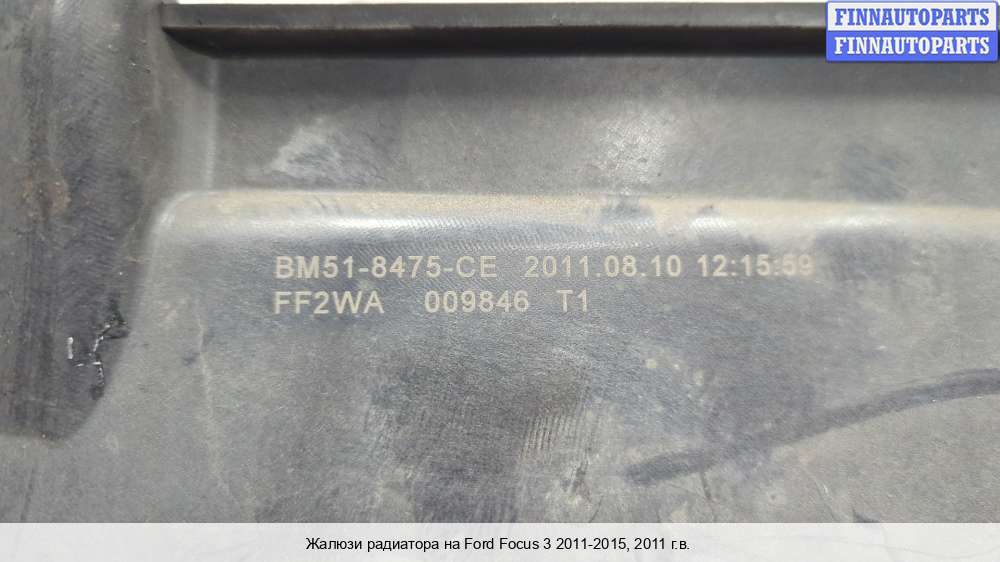 FINNAUTOPARTS
FINNAUTOPARTS
BM51-8475-CE 2011.08.10 12:15:59
FF2WA 009846 T1
Жалюзи радиатора на Ford Focus 3 2011-2015, 2011 г.в.